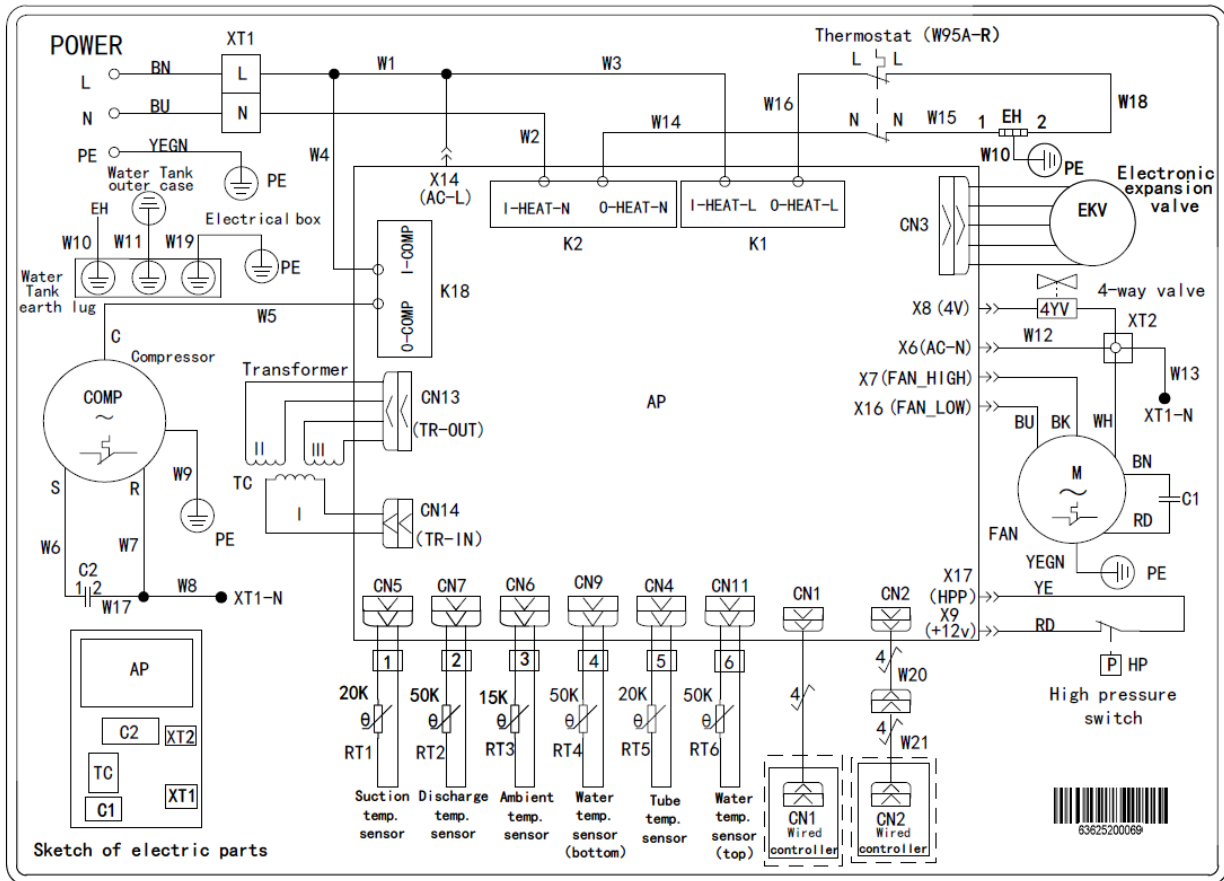 POWER
XT1
Thermostat (W95A-R)
L
BN
L
W1
W3
L
L
N
BU
N
W16
W18
W2
W14
N
N
W15
1
EH
2
PE
YEGN
W4
W10
PE
Water Tank
outer case
PE
X14
(AC-L)
I-HEAT-N
O-HEAT-N
K2
I-HEAT-L
O-HEAT-L
K1
CN3
EKV
Electronic
expansion
valve
EH
Electrical box
W10
W11
W19
PE
Water
Tank
earth lug
I-COMP
O-COMP
K18
W5
X8(4V)
4YV
4-way valve
XT2
X6(AC-N)
W12
W13
XT1-N
X7(FAN_HIGH)
X16 (FAN_LOW)
BU
BK
WH
C
Compressor
COMP
~
Transformer
CN13
(TR-OUT)
AP
II
III
TC
I
CN14
(TR-IN)
M
~
BN
C1
RD
FAN
YEGN
PE
S
R
W9
PE
W6
W7
C2
1
2
W17
W8
XT1-N
X17
(HPP)
YE
X9
(+12v)
RD
P
HP
High pressure
switch
CN5
CN7
CN6
CN9
CN4
CN11
CN1
CN2
1
2
3
4
5
6
4
4
W20
4
W21
20K
50K
15K
50K
20K
50K
θ
θ
θ
θ
θ
θ
RT1
RT2
RT3
RT4
RT5
RT6
Suction
temp.
sensor
Discharge
temp.
sensor
Ambient
temp.
sensor
Water
temp.
sensor
(bottom)
Tube
temp.
sensor
Water
temp.
sensor
(top)
CN1
Wired
controller
CN2
Wired
controller
AP
C2
XT2
TC
C1
XT1
Sketch of electric parts
63625200069